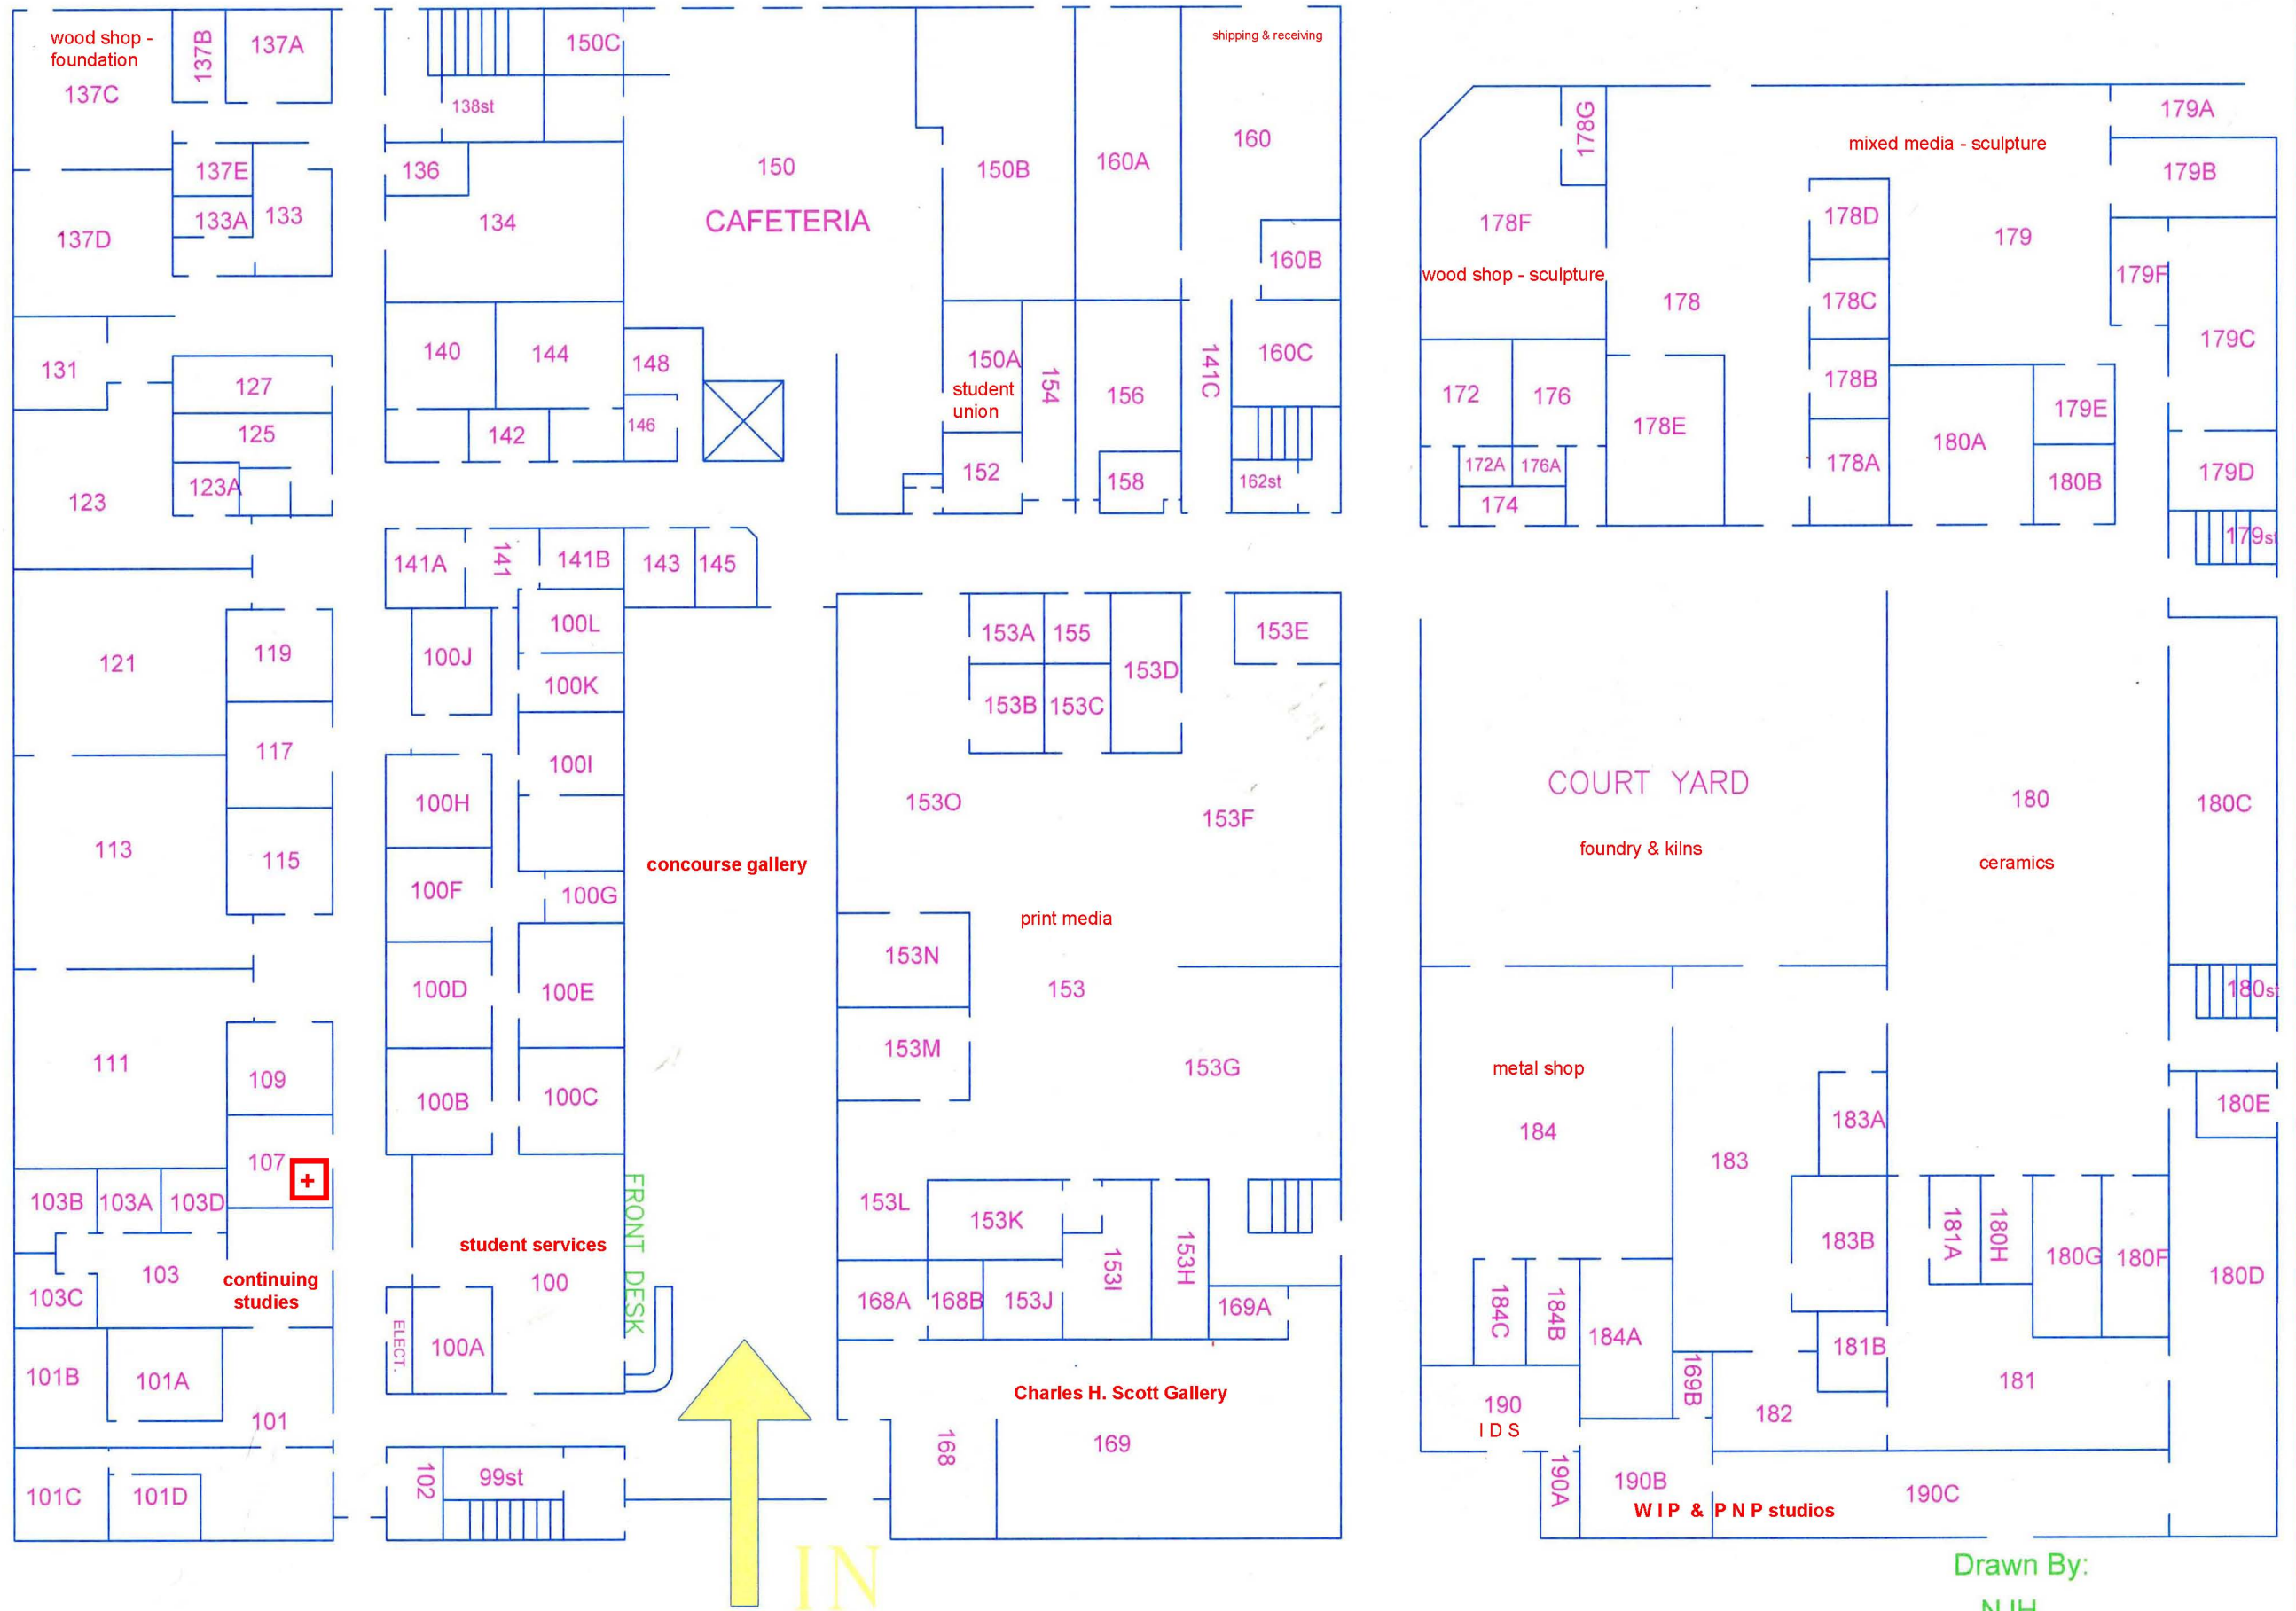 wood shop -
foundation
137C
137B
137A
150C
138st
shipping & receiving
137E
133A
133
137D
136
134
150
CAFETERIA
150B
160A
160
160B
178G
178F
wood shop - sculpture
mixed media - sculpture
179A
179B
178D
179
178
178C
179F
179C
131
127
125
123A
123
140
144
148
146
142
150A
student
union
152
154
156
158
141C
160C
162st
172
176
172A
176A
174
178E
178B
178A
180A
179E
180B
179D
179st
141A
141
141B
143
145
100L
100J
100K
121
119
117
153A
155
153D
153E
153B
153C
100I
100H
113
115
100F
100G
concourse gallery
153O
153F
print media
COURT YARD
foundry & kilns
180
ceramics
180C
153N
153
100D
100E
180st
111
109
100B
100C
153M
153G
metal shop
184
183
183A
180E
107
+
103B
103A
103D
103
103C
continuing
studies
student services
100
FRONT DESK
153L
153K
153I
153H
168A
168B
153J
169A
183B
181A
180H
180G
180F
180D
184C
184B
184A
181B
101B
101A
101
ELECT.
100A
Charles H. Scott Gallery
168
169
190
I D S
169B
182
181
101C
101D
102
99st
190A
190B
W I P & P N P studios
190C
IN
Drawn By:
NJH